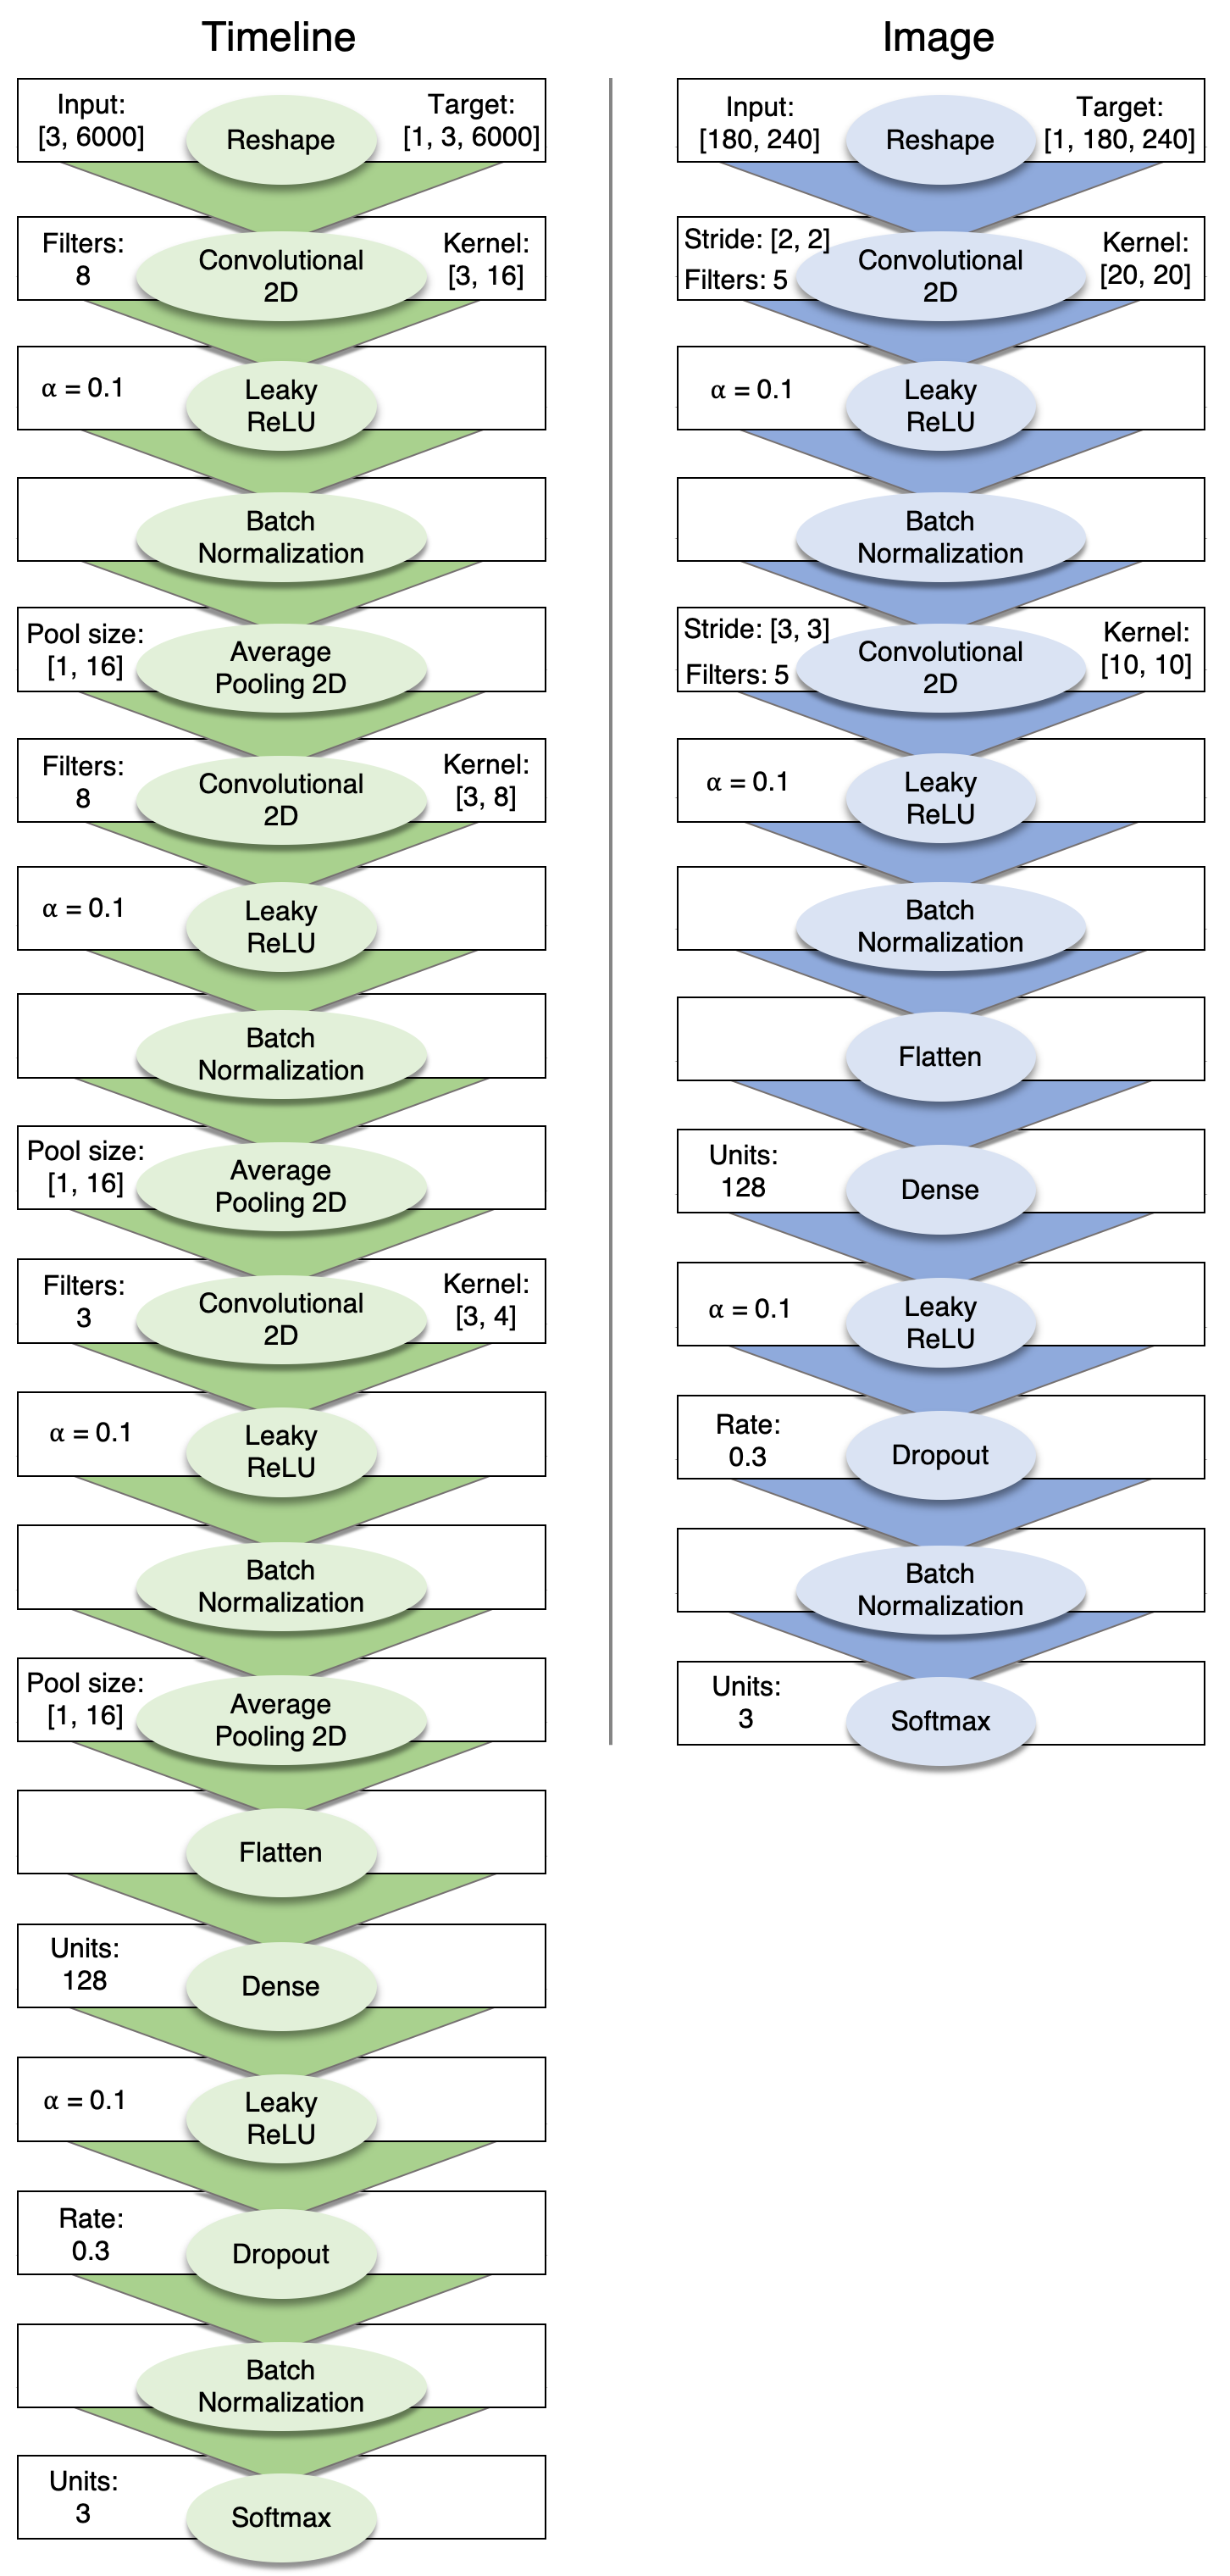 Timeline
Input:
[3, 6000]
Reshape
Target:
[1, 3, 6000]
Filters:
8
Convolutional
2D
Kernel:
[3, 16]
α = 0.1
Leaky
ReLU
Batch
Normalization
Pool size:
[1, 16]
Average
Pooling 2D
Filters:
8
Convolutional
2D
Kernel:
[3, 8]
α = 0.1
Leaky
ReLU
Batch
Normalization
Pool size:
[1, 16]
Average
Pooling 2D
Filters:
3
Convolutional
2D
Kernel:
[3, 4]
α = 0.1
Leaky
ReLU
Batch
Normalization
Pool size:
[1, 16]
Average
Pooling 2D
Flatten
Units:
128
Dense
α = 0.1
Leaky
ReLU
Rate:
0.3
Dropout
Batch
Normalization
Units:
3
Softmax
Image
Input:
[180, 240]
Reshape
Target:
[1, 180, 240]
Stride: [2, 2]
Filters: 5
Convolutional
2D
Kernel:
[20, 20]
α = 0.1
Leaky
ReLU
Batch
Normalization
Stride: [3, 3]
Filters: 5
Convolutional
2D
Kernel:
[10, 10]
α = 0.1
Leaky
ReLU
Batch
Normalization
Flatten
Units:
128
Dense
α = 0.1
Leaky
ReLU
Rate:
0.3
Dropout
Batch
Normalization
Units:
3
Softmax